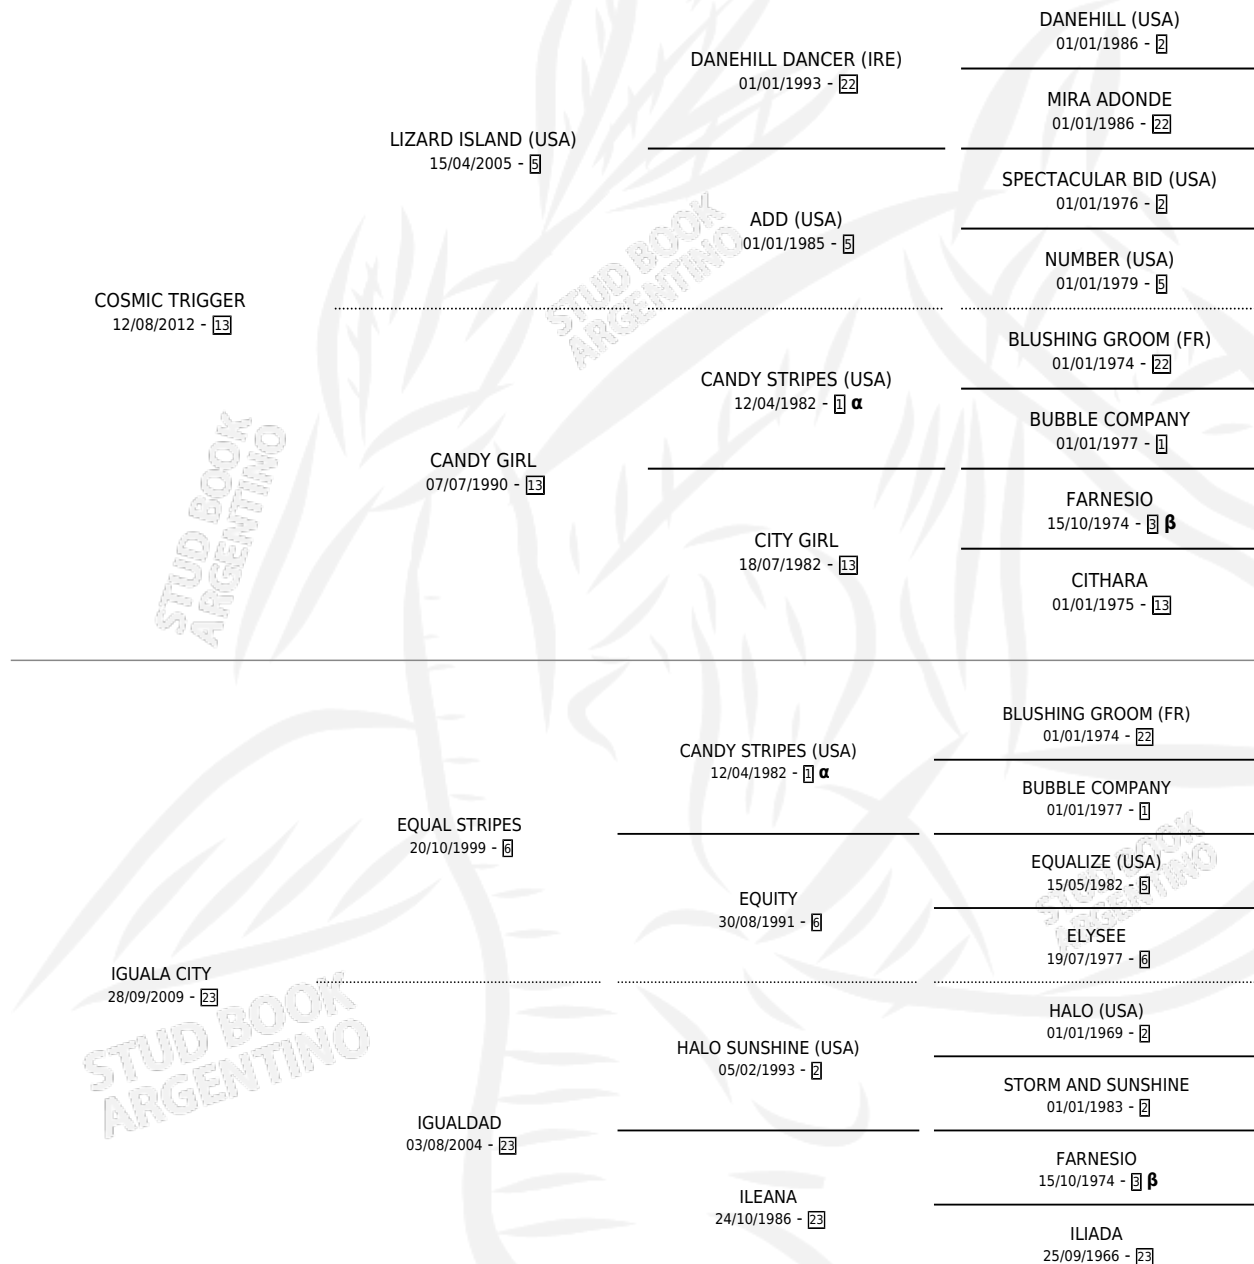 DANEHILL (USA)
01/01/1986 - 2
DANEHILL DANCER (IRE)
01/01/1993 - 22
MIRA ADONDE
01/01/1986 - 22
LIZARD ISLAND (USA)
15/04/2005 - 5
SPECTACULAR BID (USA)
01/01/1976 - 2
ADD (USA)
01/01/1985 - 5
NUMBER (USA)
01/01/1979 - 5
COSMIC TRIGGER
12/08/2012 - 13
STUD BOOK
ARGENTINO
BLUSHING GROOM (FR)
01/01/1974 - 22
CANDY STRIPES (USA)
12/04/1982 - 1 α
BUBBLE COMPANY
01/01/1977 - 1
CANDY GIRL
07/07/1990 - 13
FARNESIO
15/10/1974 - 3 β
CITY GIRL
18/07/1982 - 13
CITHARA
01/01/1975 - 13
STUD BOOK
ARGENTINO
BLUSHING GROOM (FR)
01/01/1974 - 22
CANDY STRIPES (USA)
12/04/1982 - 1 α
BUBBLE COMPANY
01/01/1977 - 1
EQUAL STRIPES
20/10/1999 - 6
EQUALIZE (USA)
15/05/1982 - 5
EQUITY
30/08/1991 - 6
STUD BOOK
ARGENTINO
ELYSEE
19/07/1977 - 6
IGUALA CITY
28/09/2009 - 23
STUD BOOK
ARGENTINO
HALO (USA)
01/01/1969 - 2
HALO SUNSHINE (USA)
05/02/1993 - 2
STORM AND SUNSHINE
01/01/1983 - 2
IGUALDAD
03/08/2004 - 23
FARNESIO
15/10/1974 - 3 β
ILEANA
24/10/1986 - 23
ILIADA
25/09/1966 - 23